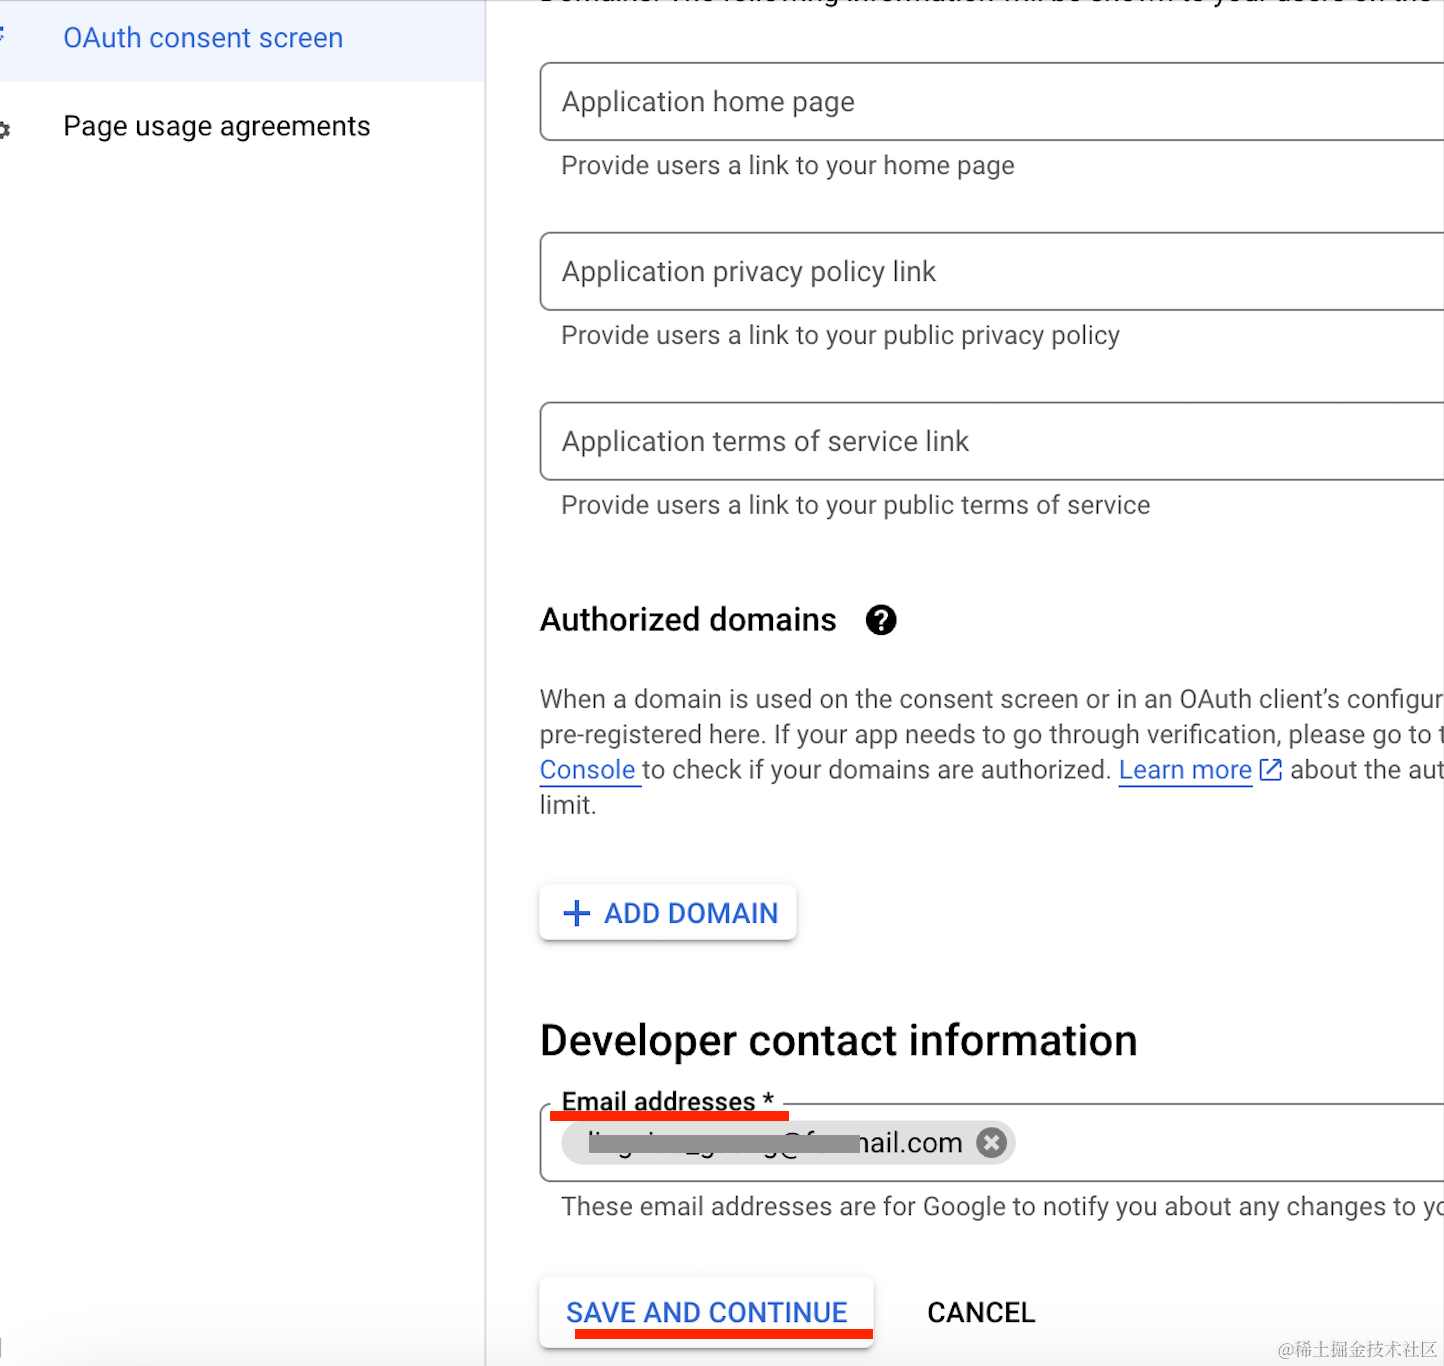 OAuth consent screen
Page usage agreements
Application home page
Provide users a link to your home page
Application privacy policy link
Provide users a link to your public privacy policy
Application terms of service link
Provide users a link to your public terms of service
Authorized domains
When a domain is used on the consent screen or in an OAuth client’s configur
pre-registered here. If your app needs to go through verification, please go to t
Console to check if your domains are authorized. Learn more about the aut
limit.
ADD DOMAIN
Developer contact information
Email addresses *
mail.com
These email addresses are for Google to notify you about any changes to yo
SAVE AND CONTINUE
CANCEL
@稀土掘金技术社区